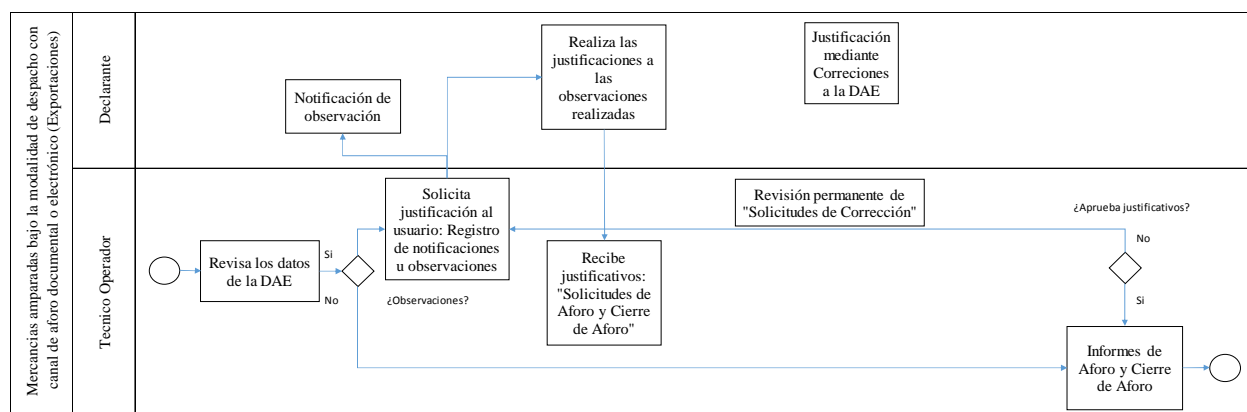 Mercancias amparadas bajo la modalidad de despacho con
canal de aforo documental o electrónico (Exportaciones)
Declarante
Notificación de
observación
Realiza las
justificaciones a
las
observaciones
realizadas
Justificación
mediante
Correciones
a la DAE
Tecnico Operador
Revisa los datos
de la DAE
Si
No
¿Observaciones?
Solicita
justificación al
usuario: Registro
de notificaciones
u observaciones
Recibe
justificativos:
"Solicitudes de
Aforo y Cierre
de Aforo"
Revisión permanente de
"Solicitudes de Corrección"
¿Aprueba justificativos?
No
Si
Informes de
Aforo y Cierre
de Aforo